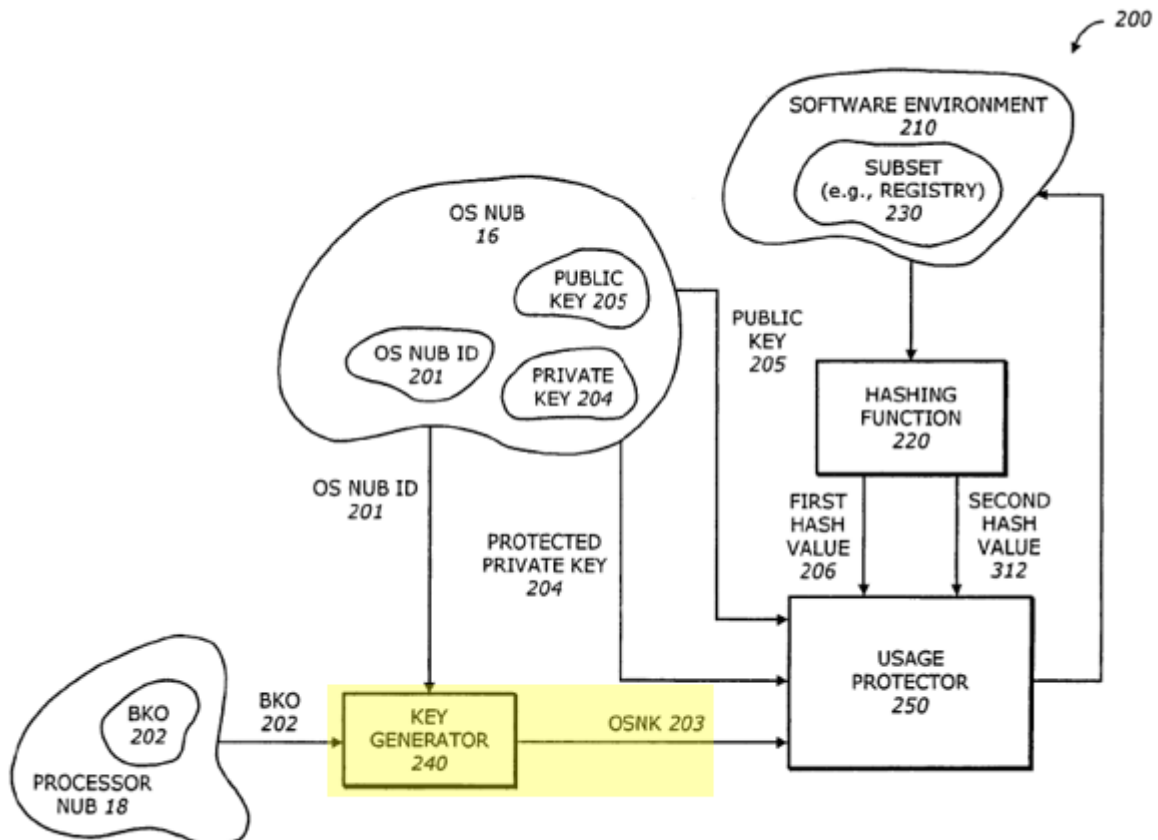 200
SOFTWARE ENVIRONMENT
210
SUBSET
(e.g., REGISTRY)
230
OS NUB
16
PUBLIC
KEY 205
OS NUB ID
201
PRIVATE
KEY 204
PUBLIC
KEY
205
HASHING
FUNCTION
220
OS NUB ID
201
PROTECTED
PRIVATE KEY
204
FIRST
HASH
VALUE
206
SECOND
HASH
VALUE
312
USAGE
PROTECTOR
250
BKO
202
PROCESSOR
NUB 18
BKO
202
KEY
GENERATOR
240
OSNK 203